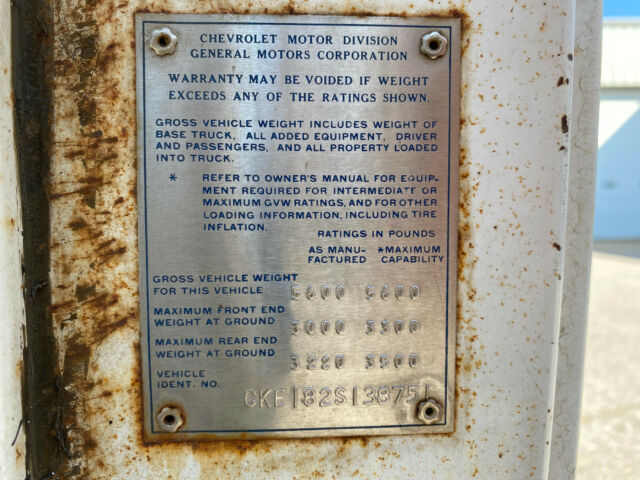 CHEVROLET MOTOR DIVISION
GENERAL MOTORS CORPORATION
WARRANTY MAY BE VOIDED IF WEIGHT
EXCEEDS ANY OF THE RATINGS SHOWN.
GROSS VEHICLE WEIGHT INCLUDES WEIGHT OF
BASE TRUCK, ALL ADDED EQUIPMENT, DRIVER
AND PASSENGERS, AND ALL PROPERTY LOADED
INTO TRUCK.
* REFER TO OWNER'S MANUAL FOR EQUIP-
MENT REQUIRED FOR INTERMEDIATE OR
MAXIMUM GVW RATINGS, AND FOR OTHER
LOADING INFORMATION, INCLUDING TIRE
INFLATION.
RATINGS IN POUNDS
AS MANU- *MAXIMUM
FACTURED CAPABILITY
GROSS VEHICLE WEIGHT
FOR THIS VEHICLE 5600 5600
MAXIMUM FRONT END
WEIGHT AT GROUND 3000 3300
MAXIMUM REAR END
WEIGHT AT GROUND 3220 3500
VEHICLE
IDENT. NO. CKE182S138751